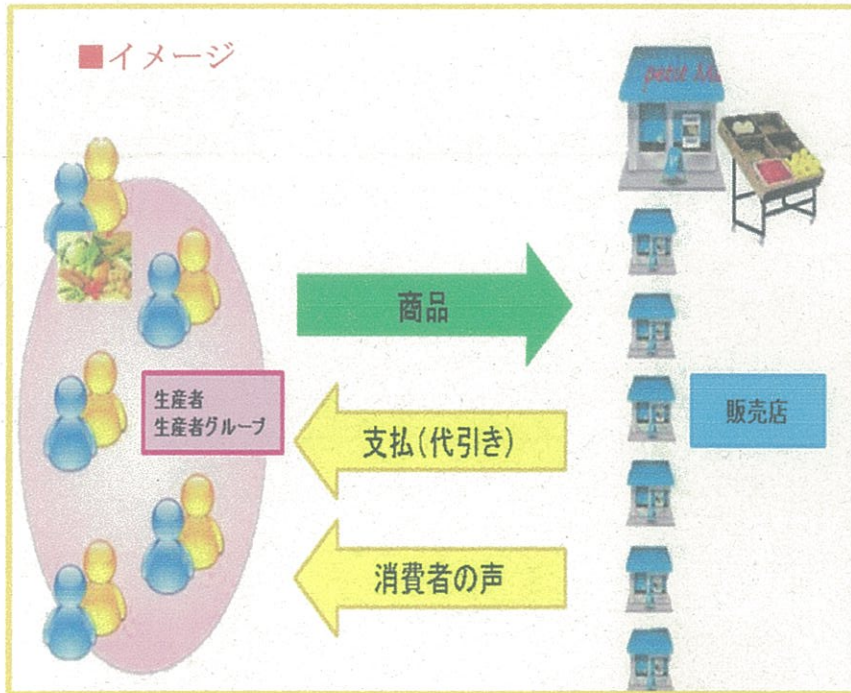 ■イメージ
商品
生産者
生産者グループ
支払(代引き)
販売店
消費者の声